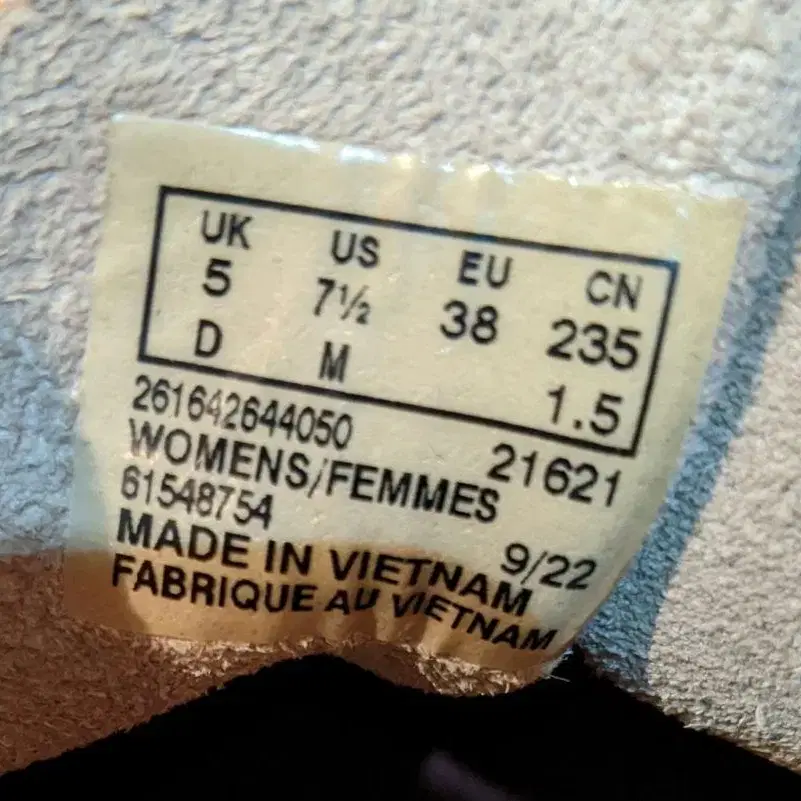 UK US EU CN
5 7½ 38 235
D M 1.5
261642644050 21621
WOMENS/FEMMES
61548754 9/22
MADE IN VIETNAM
FABRIQUE AU VIETNAM